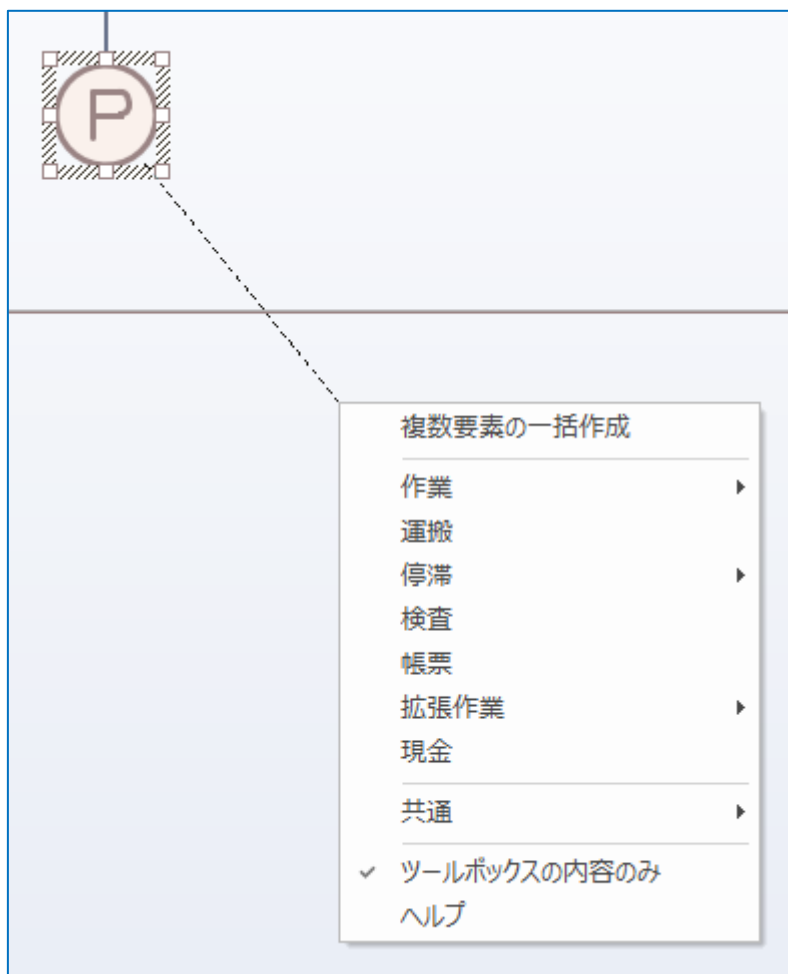 P
複数要素の一括作成
作業
運搬
停滞
検査
帳票
拡張作業
現金
共通
ツールボックスの内容のみ
ヘルプ